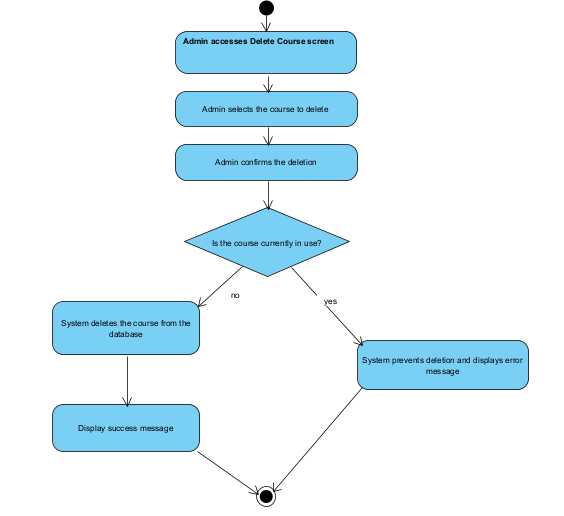 Admin accesses Delete Course screen
Admin selects the course to delete
Admin confirms the deletion
Is the course currently in use?
no
yes
System deletes the course from the
database
System prevents deletion and displays error
message
Display success message